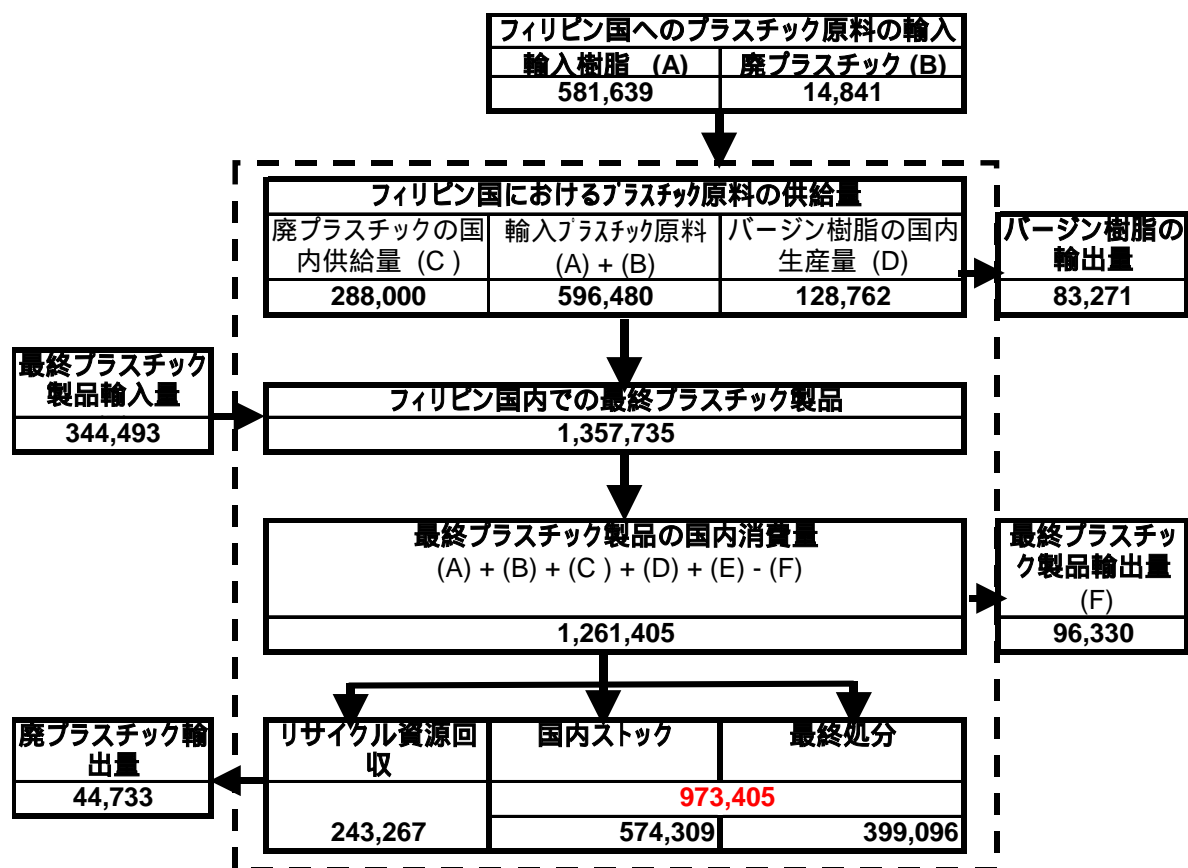 フィリピン国へのプラスチック原料の輸入
輸入樹脂 (A)
廃プラスチック (B)
581,639
14,841
フィリピン国におけるプラスチック原料の供給量
廃プラスチックの国
内供給量 (C )
輸入プラスチック原料
(A) + (B)
バージン樹脂の国内
生産量 (D)
288,000
596,480
128,762
バージン樹脂の
輸出量
83,271
最終プラスチック
製品輸入量
344,493
フィリピン国内での最終プラスチック製品
1,357,735
最終プラスチック製品の国内消費量
(A) + (B) + (C ) + (D) + (E) - (F)
1,261,405
最終プラスチッ
ク製品輸出量
(F)
96,330
廃プラスチック輸
出量
44,733
リサイクル資源回
収
国内ストック
最終処分
973,405
243,267
574,309
399,096